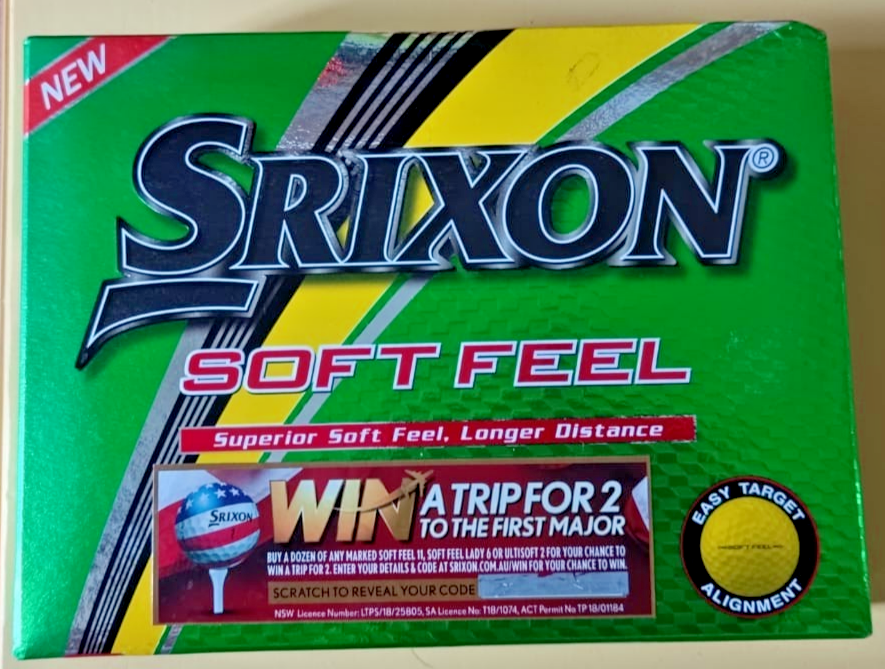 NEW
SRIXON®
SOFT FEEL
Superior Soft Feel, Longer Distance
SRIXON
WIN A TRIP FOR 2
TO THE FIRST MAJOR
BUY A DOZEN OF ANY MARKED SOFT FEEL 11, SOFT FEEL LADY 6 OR ULTISOFT 2 FOR YOUR CHANCE TO
WIN A TRIP FOR 2. ENTER YOUR DETAILS & CODE AT SRIXON.COM.AU/WIN FOR YOUR CHANCE TO WIN.
SCRATCH TO REVEAL YOUR CODE
NSW Licence Number: LTPS/18/25805, SA Licence No: T18/1074, ACT Permit No TP 18/01184
EASY TARGET
SOFT FEEL
ALIGNMENT